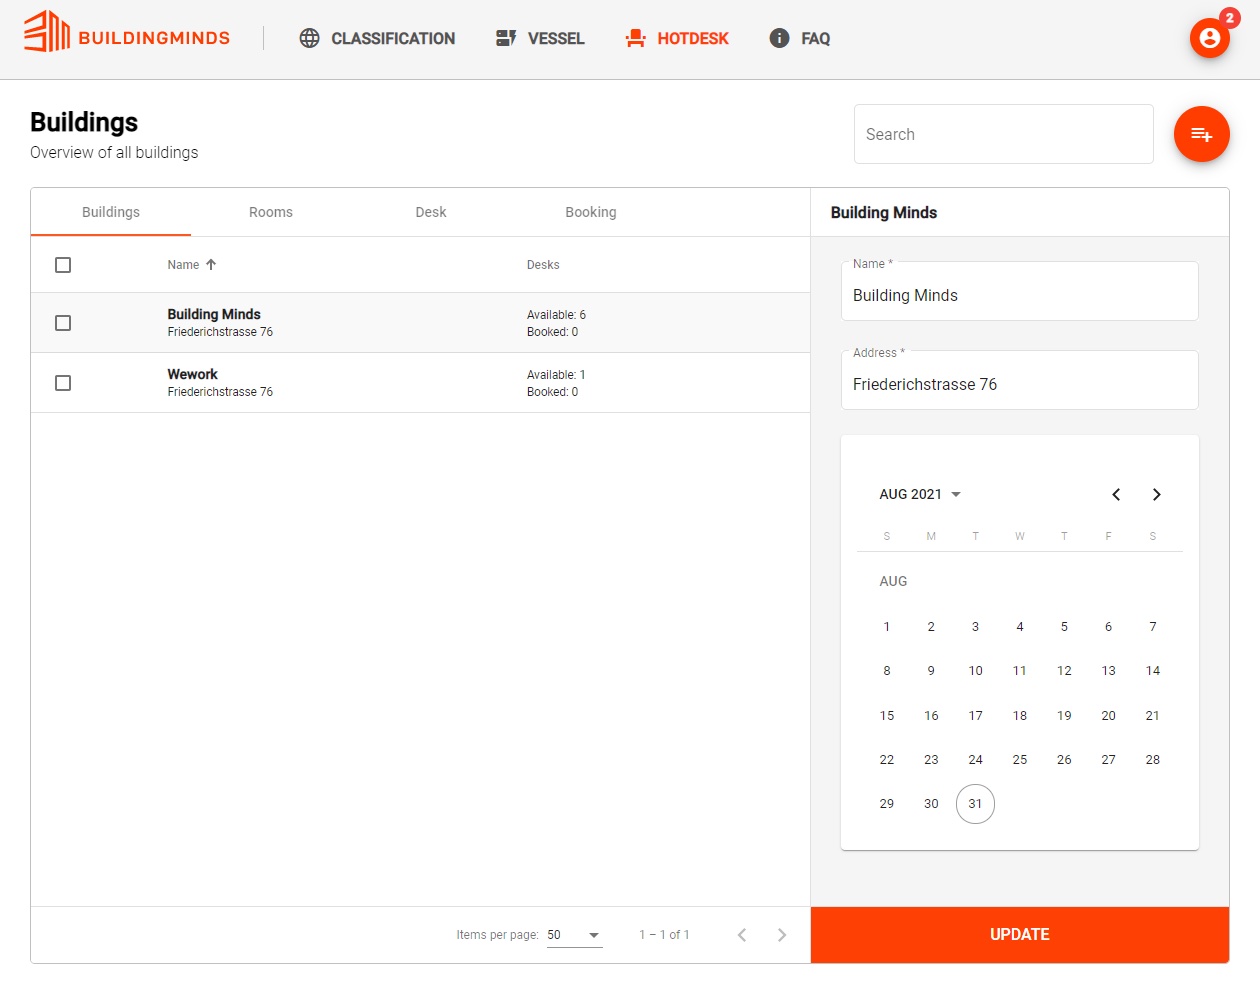 BUILDINGMINDS
CLASSIFICATION
VESSEL
HOTDESK
FAQ
2
Buildings
Overview of all buildings
Search
Buildings Rooms Desk Booking
Name Desks
Building Minds
Friederichstrasse 76
Available: 6
Booked: 0
Wework
Friederichstrasse 76
Available: 1
Booked: 0
Items per page: 50 1 – 1 of 1
Building Minds
Name *
Building Minds
Address *
Friederichstrasse 76
AUG 2021
S M T W T F S
AUG
1 2 3 4 5 6 7
8 9 10 11 12 13 14
15 16 17 18 19 20 21
22 23 24 25 26 27 28
29 30 31
UPDATE